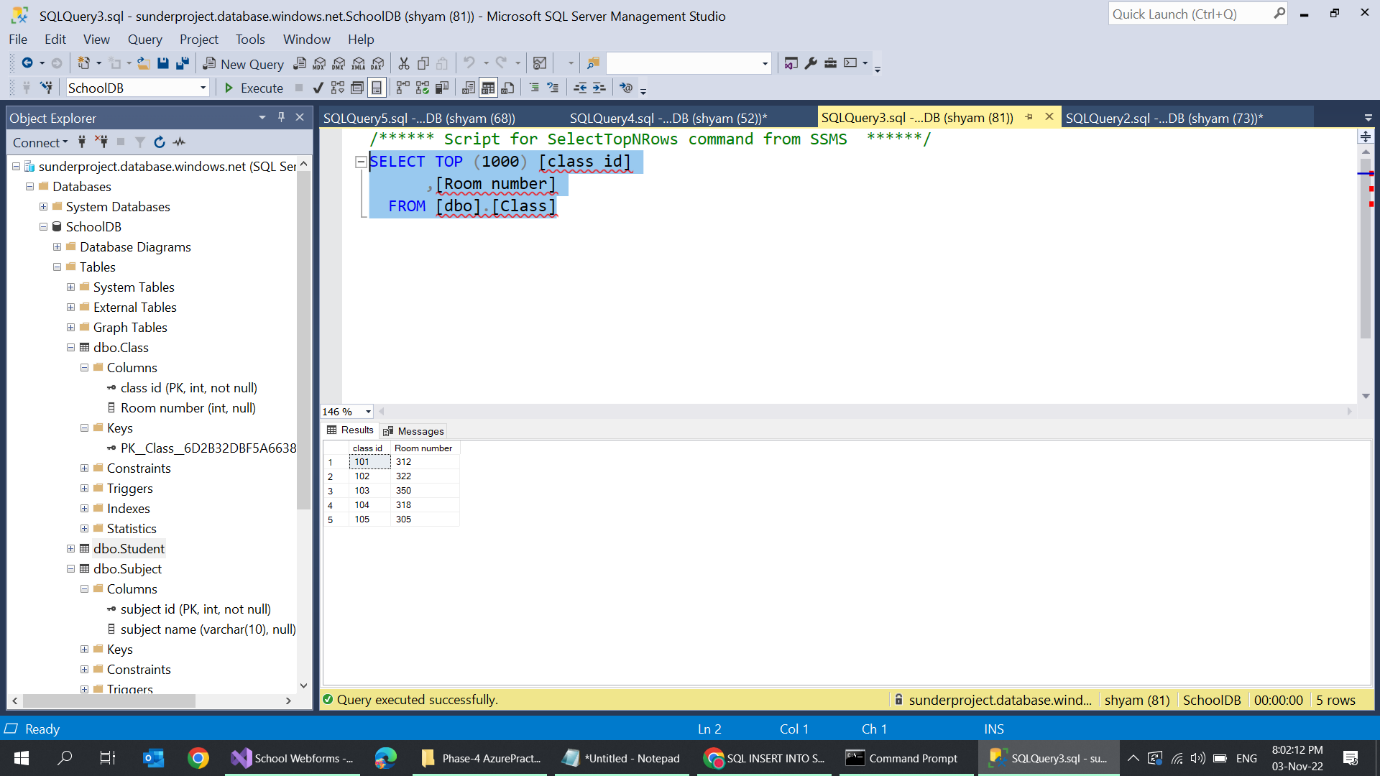 SQLQuery3.sql - sunderproject.database.windows.net.SchoolDB (shyam (81)) - Microsoft SQL Server Management Studio
Quick Launch (Ctrl+Q)
File Edit View Query Project Tools Window Help
New Query
MDX DMX XMLA DAX
SchoolDB
Execute
Object Explorer
SQLQuery5.sql -...DB (shyam (68))
SQLQuery4.sql -...DB (shyam (52))*
SQLQuery3.sql -...DB (shyam (81))
SQLQuery2.sql -...DB (shyam (73))*
Connect
sunderproject.database.windows.net (SQL Ser
Databases
System Databases
SchoolDB
Database Diagrams
Tables
System Tables
External Tables
Graph Tables
dbo.Class
Columns
class id (PK, int, not null)
Room number (int, null)
Keys
PK__Class__6D2B32DBF5A6638
Constraints
Triggers
Indexes
Statistics
dbo.Student
dbo.Subject
Columns
subject id (PK, int, not null)
subject name (varchar(10), null)
Keys
Constraints
Triggers
/****** Script for SelectTopNRows command from SSMS ******/
SELECT TOP (1000) [class id]
,[Room number]
FROM [dbo].[Class]
146 %
Results Messages
class id Room number
1 101 312
2 102 322
3 103 350
4 104 318
5 105 305
Query executed successfully.
sunderproject.database.wind... shyam (81) SchoolDB 00:00:00 5 rows
Ready Ln 2 Col 1 Ch 1 INS
School Webforms -...
Phase-4 AzurePract...
*Untitled - Notepad
SQL INSERT INTO S...
Command Prompt
SQLQuery3.sql - su...
ENG
8:02:12 PM
03-Nov-22